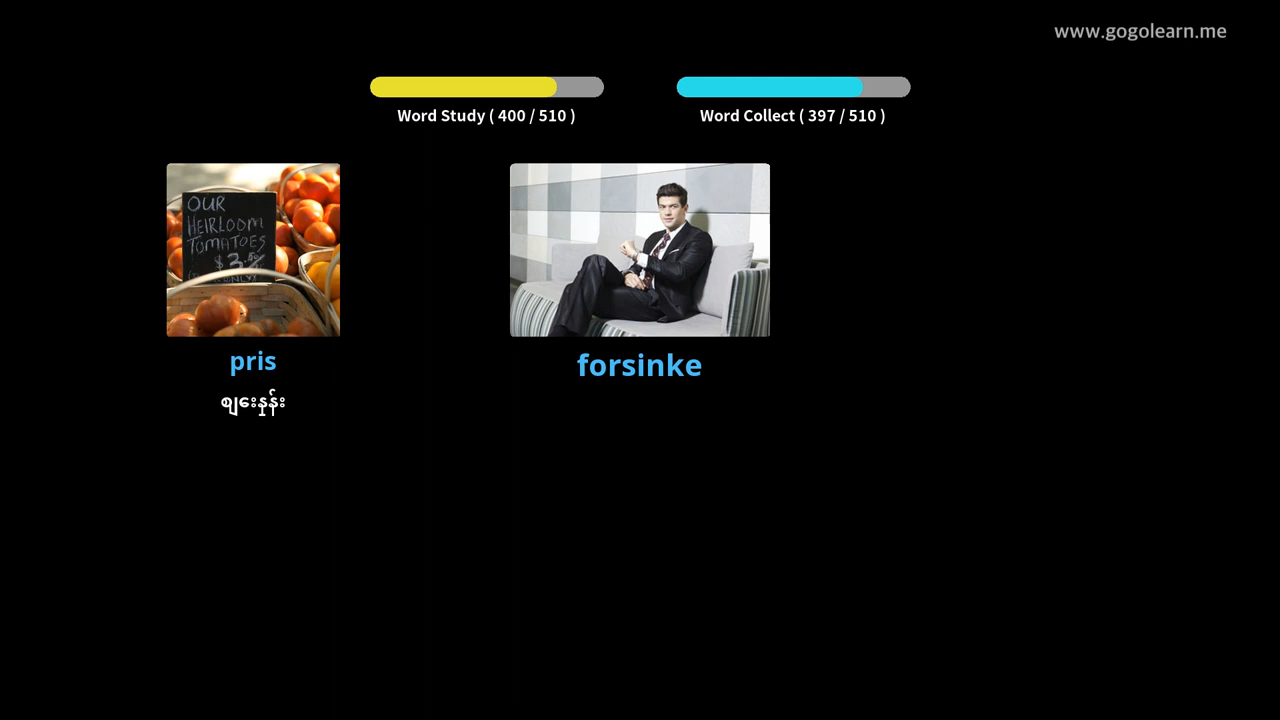 www.gogolearn.me
Word Study ( 400 / 510 )
Word Collect ( 397 / 510 )
OUR
HEIRLOOM
TOMATOES
pris
ဈေးနှုန်း
forsinke